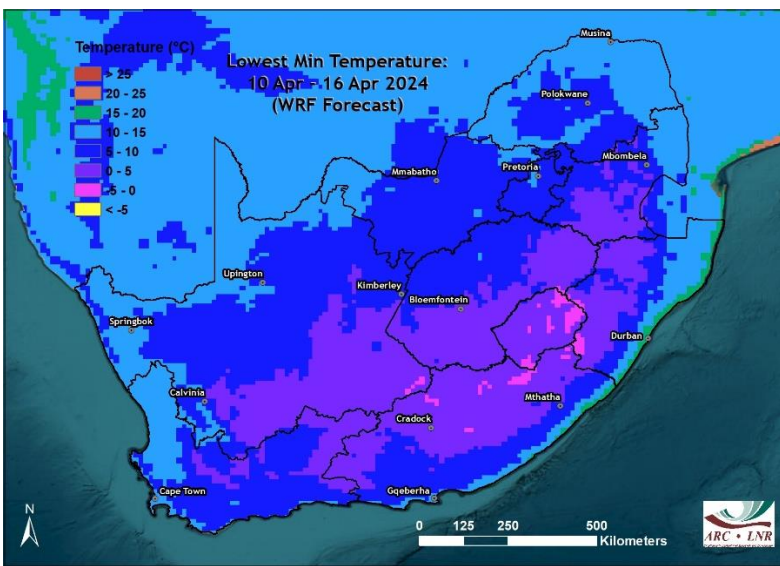 Temperature (°C)
> 25
20 - 25
15 - 20
10 - 15
5 - 10
0 - 5
-5 - 0
< -5
Lowest Min Temperature:
10 Apr - 16 Apr 2024
(WRF Forecast)
Musina
Polokwane
Mbombela
Pretoria
Mmabatho
Upington
Kimberley
Bloemfontein
Springbok
Durban
Calvinia
Mthatha
Cradock
Cape Town
Gqeberha
N
0 125 250 500
Kilometers
ARC • LNR